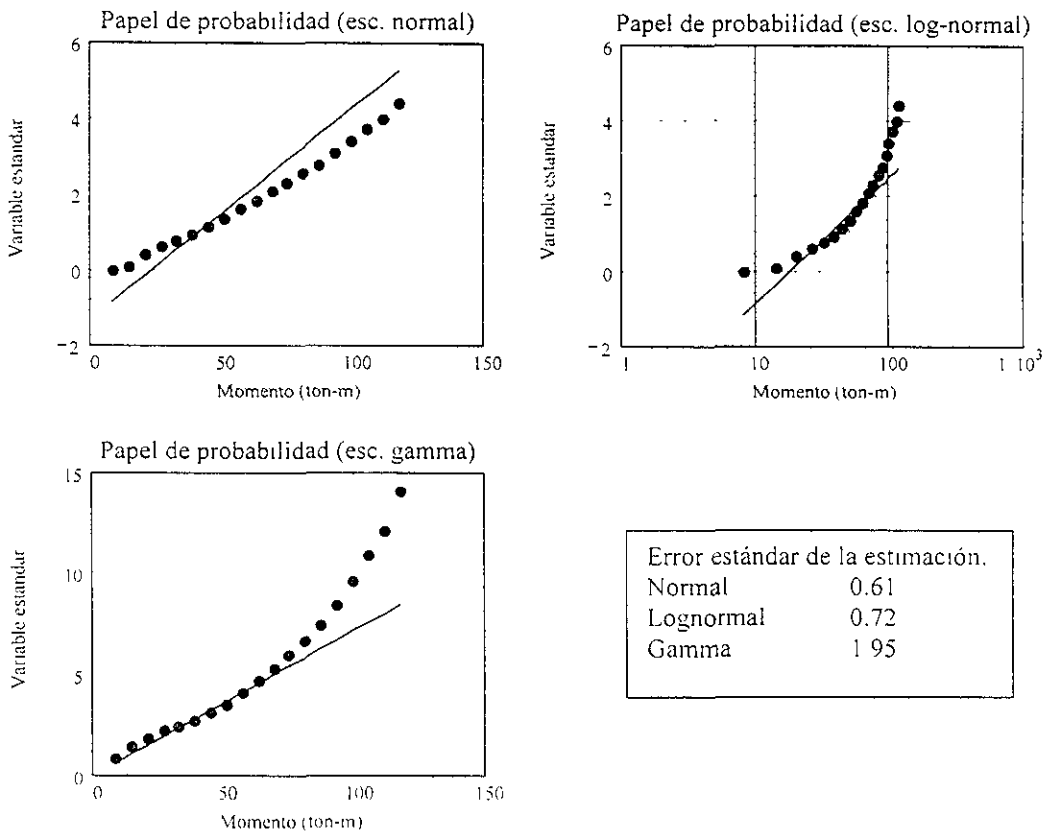 Papel de probabilidad (esc. normal)
6
4
2
0
−2
Variable estandar
0 50 100 150
Momento (ton-m)
Papel de probabilidad (esc. log-normal)
6
4
2
0
−2
Variable estandar
1 10 100 1 10³
Momento (ton-m)
Papel de probabilidad (esc. gamma)
15
10
5
0
Variable estandar
0 50 100 150
Momento (ton-m)
Error estándar de la estimación.
Normal 0.61
Lognormal 0.72
Gamma 1 95